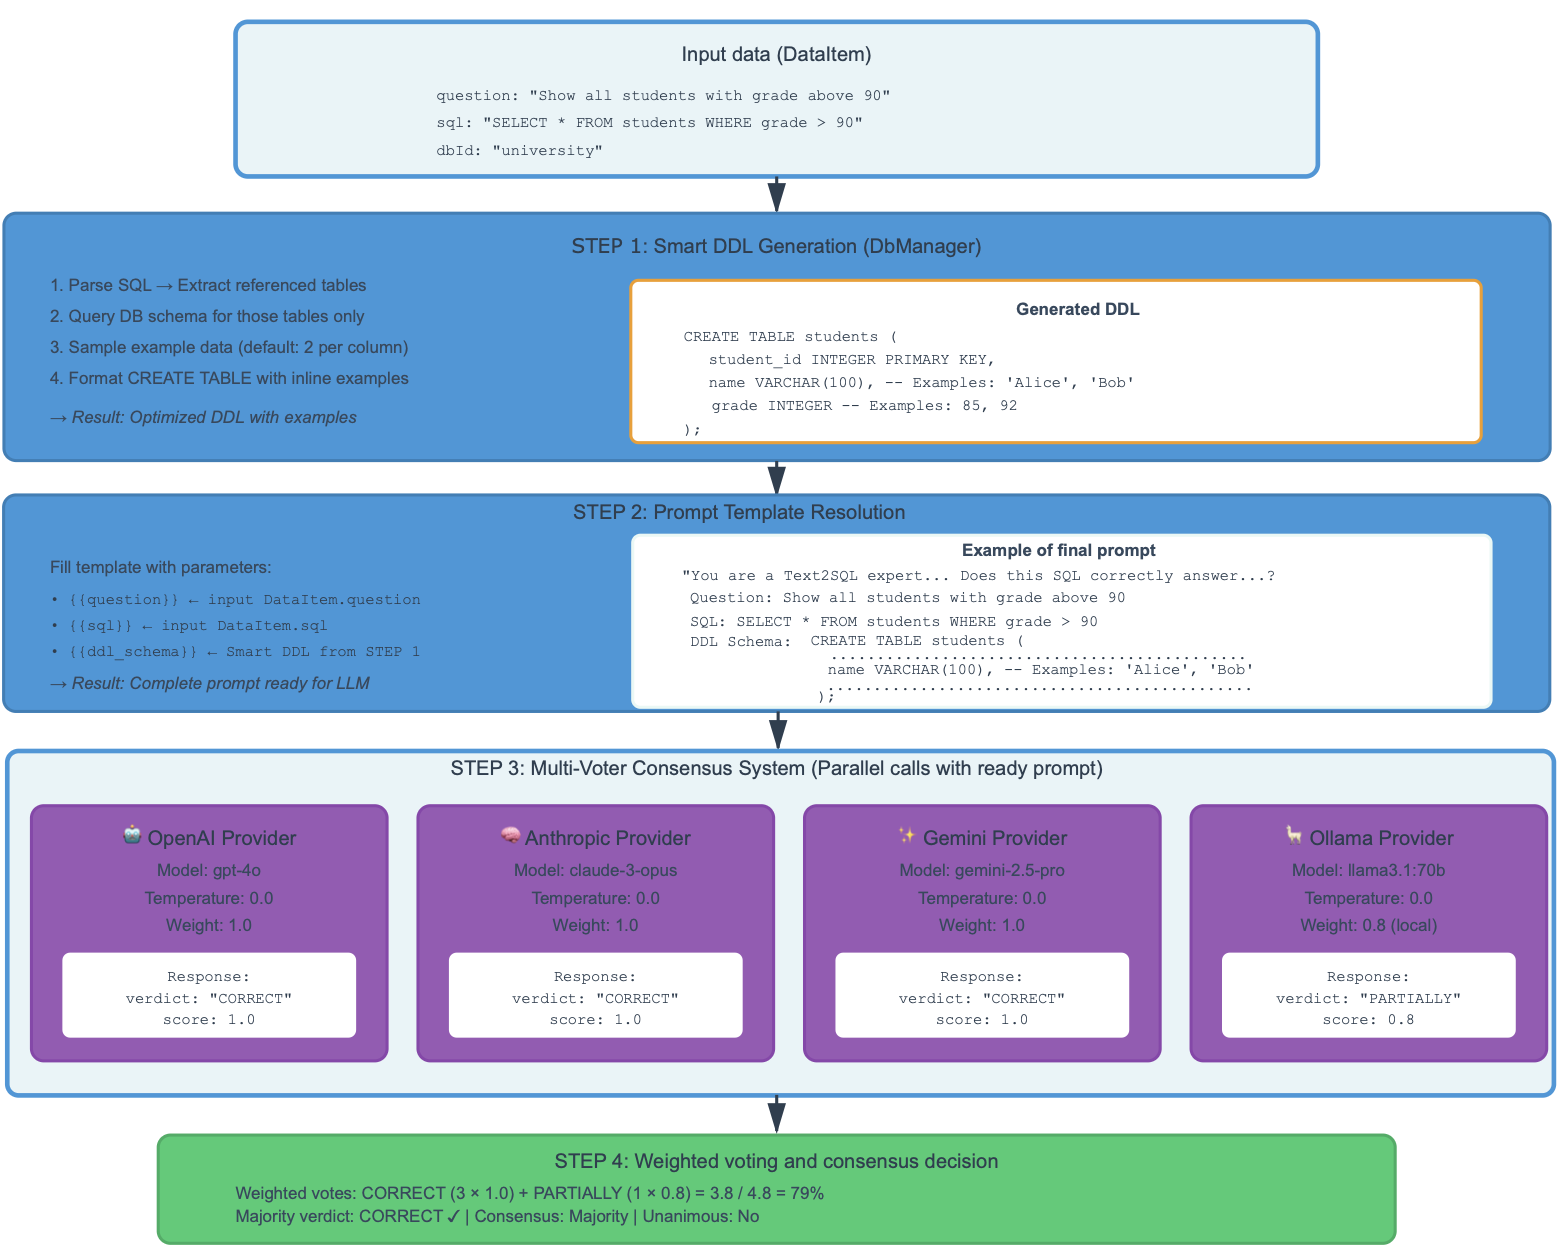 Input data (DataItem)
question: "Show all students with grade above 90"
sql: "SELECT * FROM students WHERE grade > 90"
dbId: "university"
STEP 1: Smart DDL Generation (DbManager)
1. Parse SQL → Extract referenced tables
2. Query DB schema for those tables only
3. Sample example data (default: 2 per column)
4. Format CREATE TABLE with inline examples
→ Result: Optimized DDL with examples
Generated DDL
CREATE TABLE students (
student_id INTEGER PRIMARY KEY,
name VARCHAR(100), -- Examples: 'Alice', 'Bob'
grade INTEGER -- Examples: 85, 92
);
STEP 2: Prompt Template Resolution
Fill template with parameters:
• {{question}} ← input DataItem.question
• {{sql}} ← input DataItem.sql
• {{ddl_schema}} ← Smart DDL from STEP 1
→ Result: Complete prompt ready for LLM
Example of final prompt
"You are a Text2SQL expert... Does this SQL correctly answer...?
Question: Show all students with grade above 90
SQL: SELECT * FROM students WHERE grade > 90
DDL Schema: CREATE TABLE students (
.............................................
name VARCHAR(100), -- Examples: 'Alice', 'Bob'
..............................................
);
STEP 3: Multi-Voter Consensus System (Parallel calls with ready prompt)
🤖 OpenAI Provider
Model: gpt-4o
Temperature: 0.0
Weight: 1.0
Response:
verdict: "CORRECT"
score: 1.0
🧠 Anthropic Provider
Model: claude-3-opus
Temperature: 0.0
Weight: 1.0
Response:
verdict: "CORRECT"
score: 1.0
✨ Gemini Provider
Model: gemini-2.5-pro
Temperature: 0.0
Weight: 1.0
Response:
verdict: "CORRECT"
score: 1.0
🦙 Ollama Provider
Model: llama3.1:70b
Temperature: 0.0
Weight: 0.8 (local)
Response:
verdict: "PARTIALLY"
score: 0.8
STEP 4: Weighted voting and consensus decision
Weighted votes: CORRECT (3 × 1.0) + PARTIALLY (1 × 0.8) = 3.8 / 4.8 = 79%
Majority verdict: CORRECT ✓ | Consensus: Majority | Unanimous: No